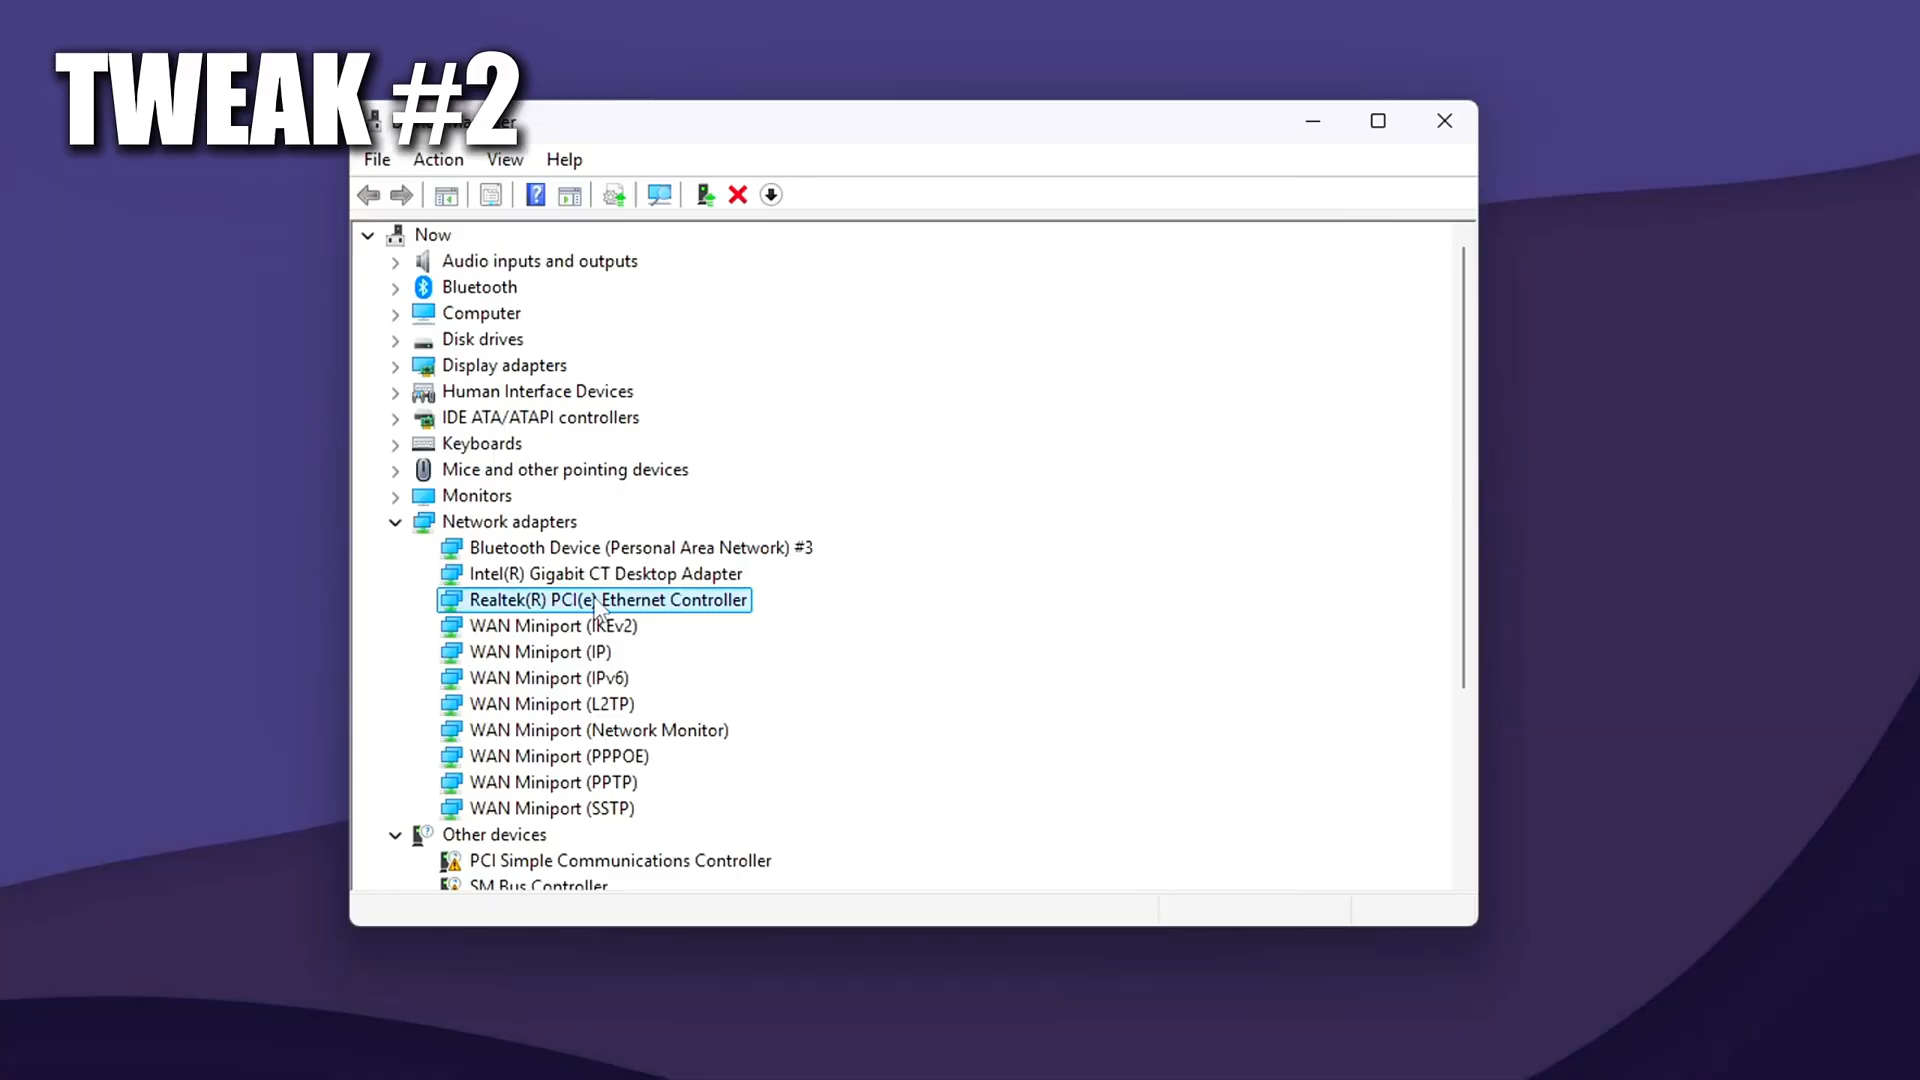 TWEAK #2
File Action View Help
Now
Audio inputs and outputs
Bluetooth
Computer
Disk drives
Display adapters
Human Interface Devices
IDE ATA/ATAPI controllers
Keyboards
Mice and other pointing devices
Monitors
Network adapters
Bluetooth Device (Personal Area Network) #3
Intel(R) Gigabit CT Desktop Adapter
Realtek(R) PCI(e) Ethernet Controller
WAN Miniport (IKEv2)
WAN Miniport (IP)
WAN Miniport (IPv6)
WAN Miniport (L2TP)
WAN Miniport (Network Monitor)
WAN Miniport (PPPOE)
WAN Miniport (PPTP)
WAN Miniport (SSTP)
Other devices
PCI Simple Communications Controller
SM Bus Controller